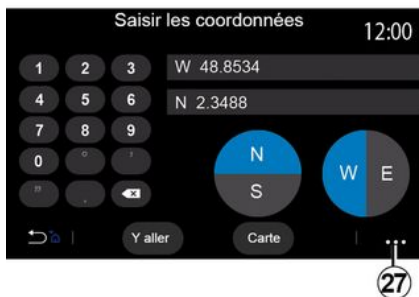 Saisir les coordonnées
12:00
1 2 3
W 48.8534
4 5 6
N 2.3488
7 8 9
0 ° '
" .
N
S
W E
Y aller
Carte
...
27